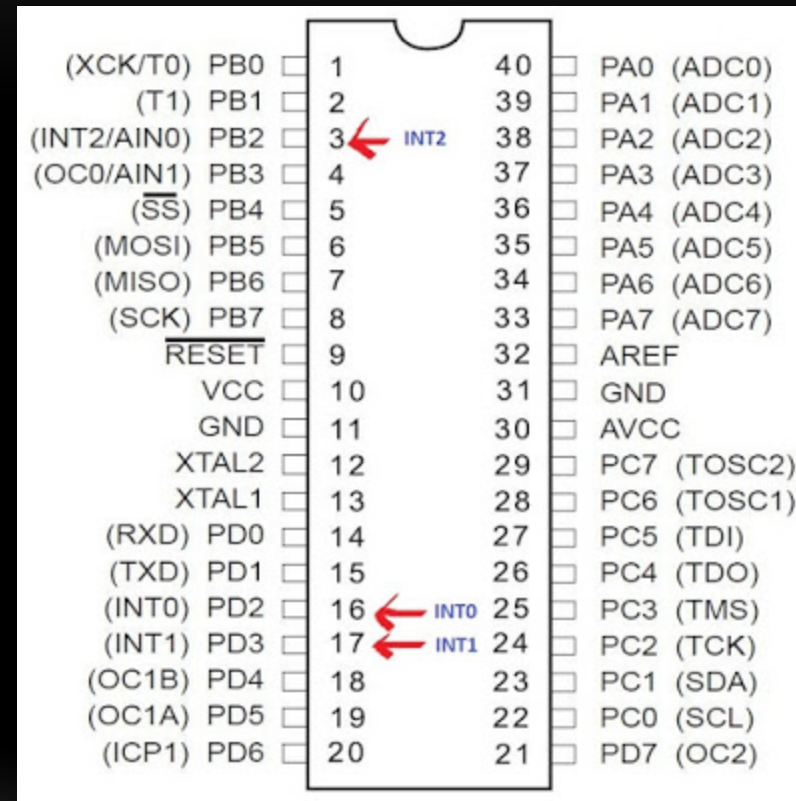 (XCK/T0) PB0 1 40 PA0 (ADC0)
(T1) PB1 2 39 PA1 (ADC1)
(INT2/AIN0) PB2 3 INT2 38 PA2 (ADC2)
(OC0/AIN1) PB3 4 37 PA3 (ADC3)
(SS) PB4 5 36 PA4 (ADC4)
(MOSI) PB5 6 35 PA5 (ADC5)
(MISO) PB6 7 34 PA6 (ADC6)
(SCK) PB7 8 33 PA7 (ADC7)
RESET 9 32 AREF
VCC 10 31 GND
GND 11 30 AVCC
XTAL2 12 29 PC7 (TOSC2)
XTAL1 13 28 PC6 (TOSC1)
(RXD) PD0 14 27 PC5 (TDI)
(TXD) PD1 15 26 PC4 (TDO)
(INT0) PD2 16 INT0 25 PC3 (TMS)
(INT1) PD3 17 INT1 24 PC2 (TCK)
(OC1B) PD4 18 23 PC1 (SDA)
(OC1A) PD5 19 22 PC0 (SCL)
(ICP1) PD6 20 21 PD7 (OC2)